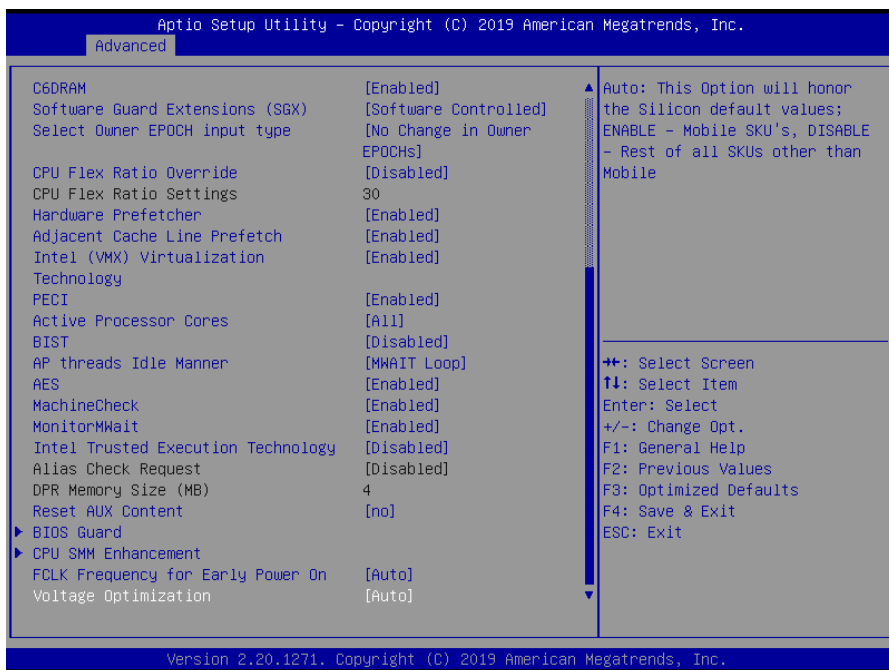 Aptio Setup Utility – Copyright (C) 2019 American Megatrends, Inc.
Advanced
C6DRAM [Enabled]
Software Guard Extensions (SGX) [Software Controlled]
Select Owner EPOCH input type [No Change in Owner
EPOCHs]
CPU Flex Ratio Override [Disabled]
CPU Flex Ratio Settings 30
Hardware Prefetcher [Enabled]
Adjacent Cache Line Prefetch [Enabled]
Intel (VMX) Virtualization [Enabled]
Technology
PECI [Enabled]
Active Processor Cores [All]
BIST [Disabled]
AP threads Idle Manner [MWAIT Loop]
AES [Enabled]
MachineCheck [Enabled]
MonitorMWait [Enabled]
Intel Trusted Execution Technology [Disabled]
Alias Check Request [Disabled]
DPR Memory Size (MB) 4
Reset AUX Content [no]
BIOS Guard
CPU SMM Enhancement
FCLK Frequency for Early Power On [Auto]
Voltage Optimization [Auto]
Auto: This Option will honor
the Silicon default values;
ENABLE – Mobile SKU's, DISABLE
– Rest of all SKUs other than
Mobile
→←: Select Screen
↑↓: Select Item
Enter: Select
+/-: Change Opt.
F1: General Help
F2: Previous Values
F3: Optimized Defaults
F4: Save & Exit
ESC: Exit
Version 2.20.1271. Copyright (C) 2019 American Megatrends, Inc.